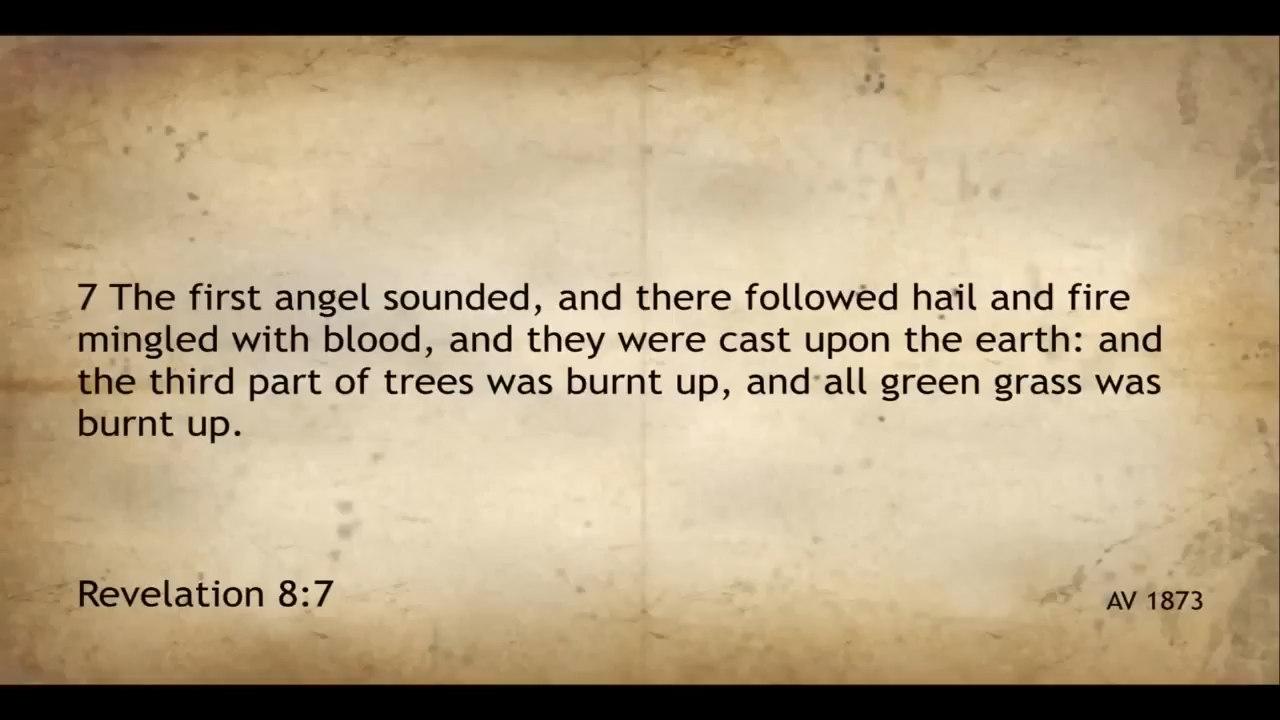 7 The first angel sounded, and there followed hail and fire
mingled with blood, and they were cast upon the earth: and
the third part of trees was burnt up, and all green grass was
burnt up.
Revelation 8:7
AV 1873